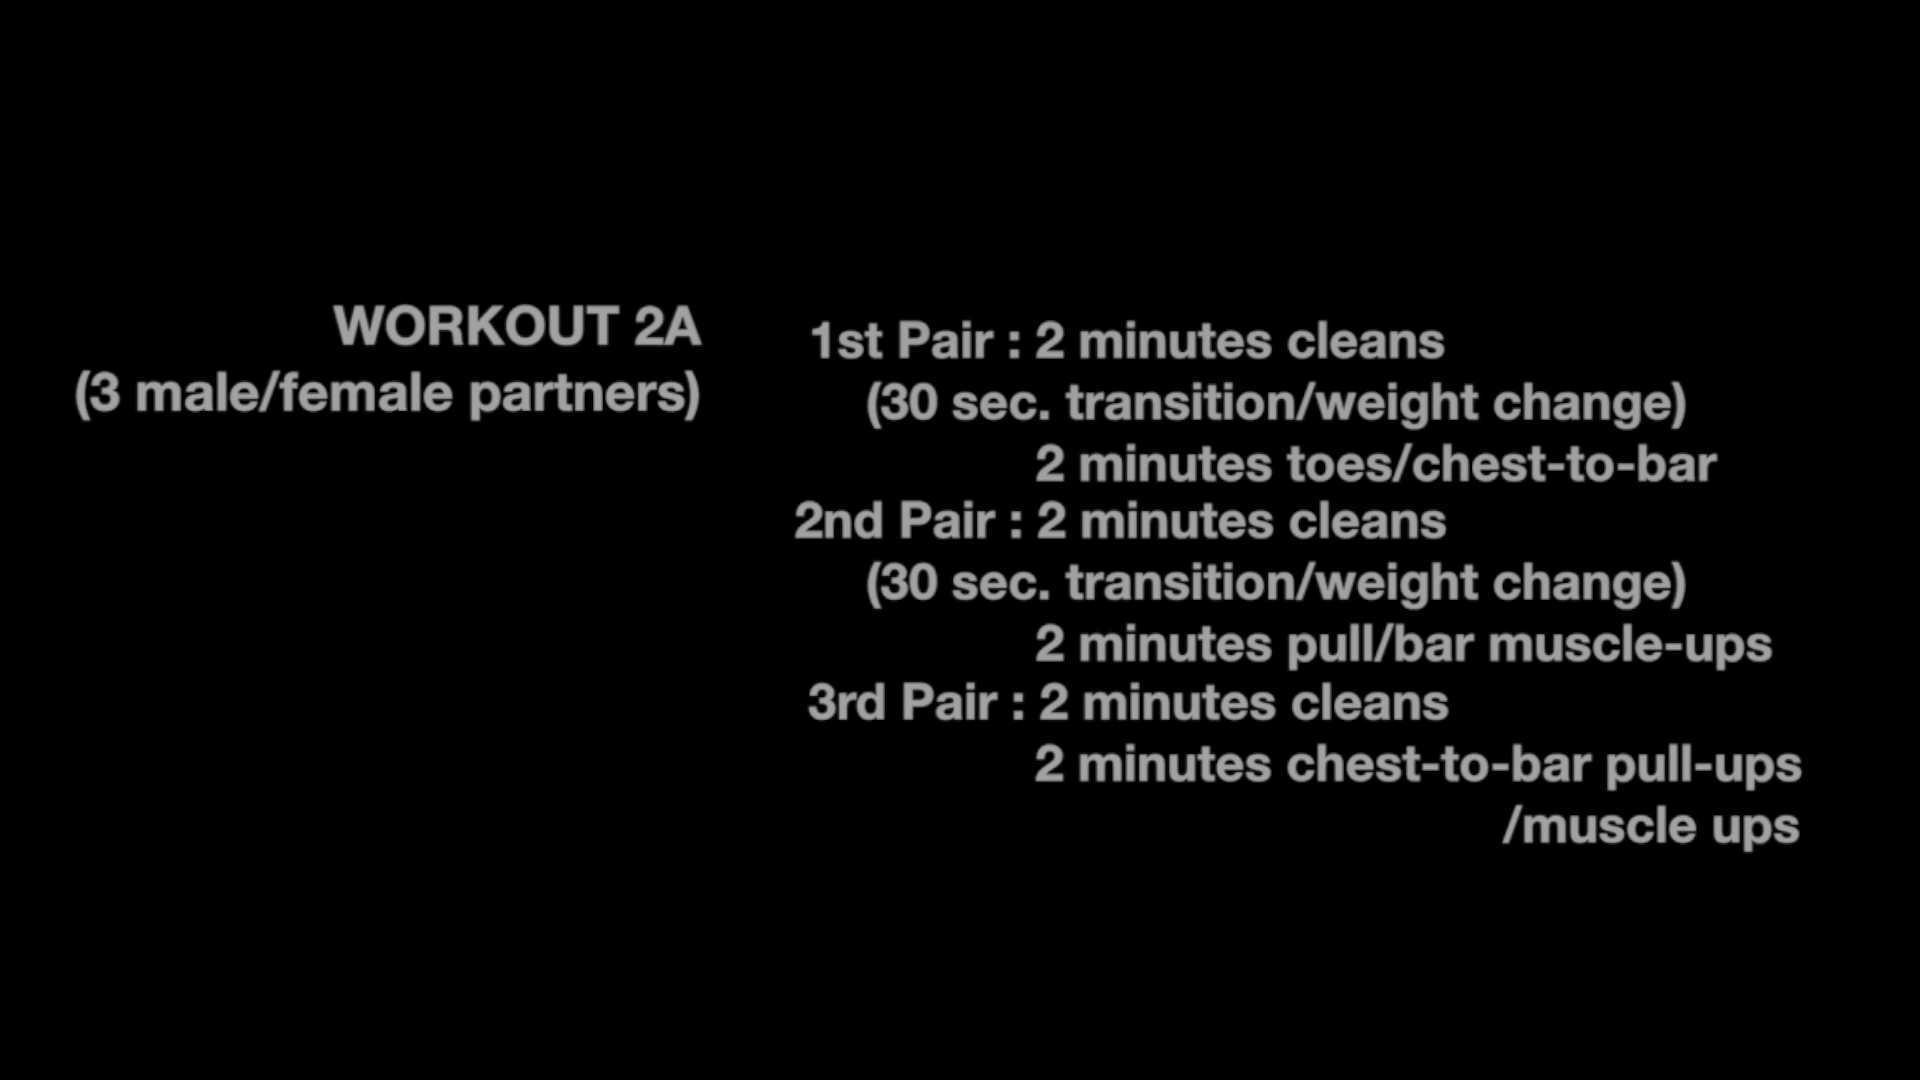 WORKOUT 2A
(3 male/female partners)
1st Pair : 2 minutes cleans
(30 sec. transition/weight change)
2 minutes toes/chest-to-bar
2nd Pair : 2 minutes cleans
(30 sec. transition/weight change)
2 minutes pull/bar muscle-ups
3rd Pair : 2 minutes cleans
2 minutes chest-to-bar pull-ups
/muscle ups